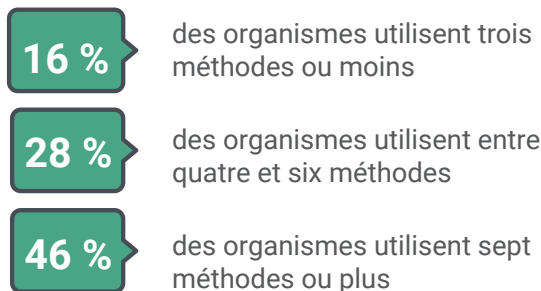 16 %
des organismes utilisent trois
méthodes ou moins
28 %
des organismes utilisent entre
quatre et six méthodes
46 %
des organismes utilisent sept
méthodes ou plus